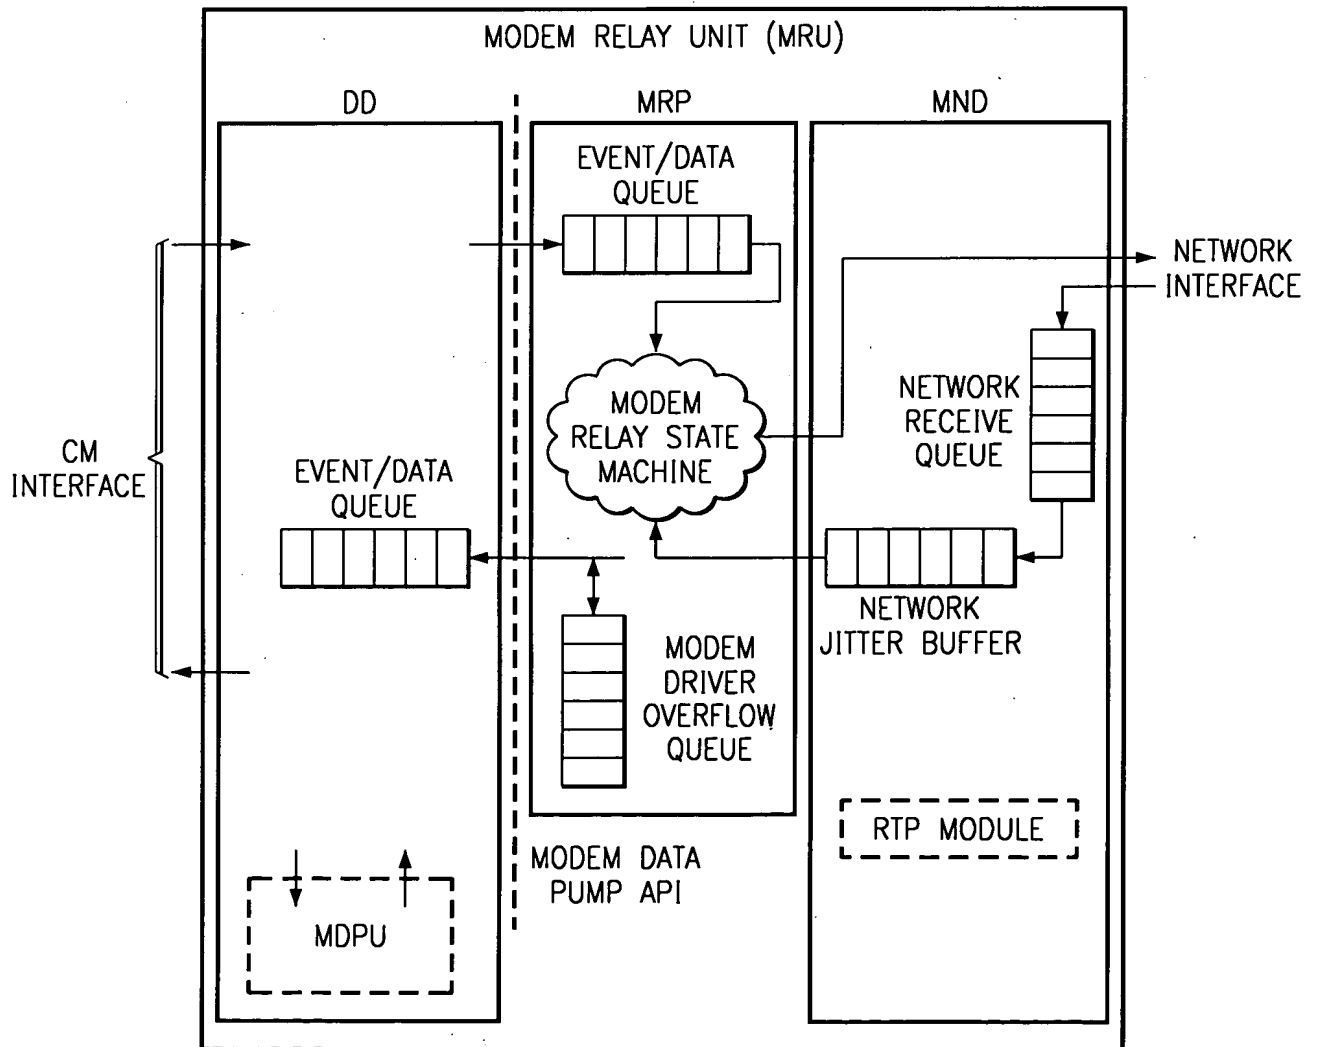 MODEM RELAY UNIT (MRU)
DD
MRP
MND
EVENT/DATA
QUEUE
NETWORK
INTERFACE
MODEM
RELAY STATE
MACHINE
NETWORK
RECEIVE
QUEUE
CM
INTERFACE
EVENT/DATA
QUEUE
NETWORK
JITTER BUFFER
MODEM
DRIVER
OVERFLOW
QUEUE
RTP MODULE
MODEM DATA
PUMP API
MDPU